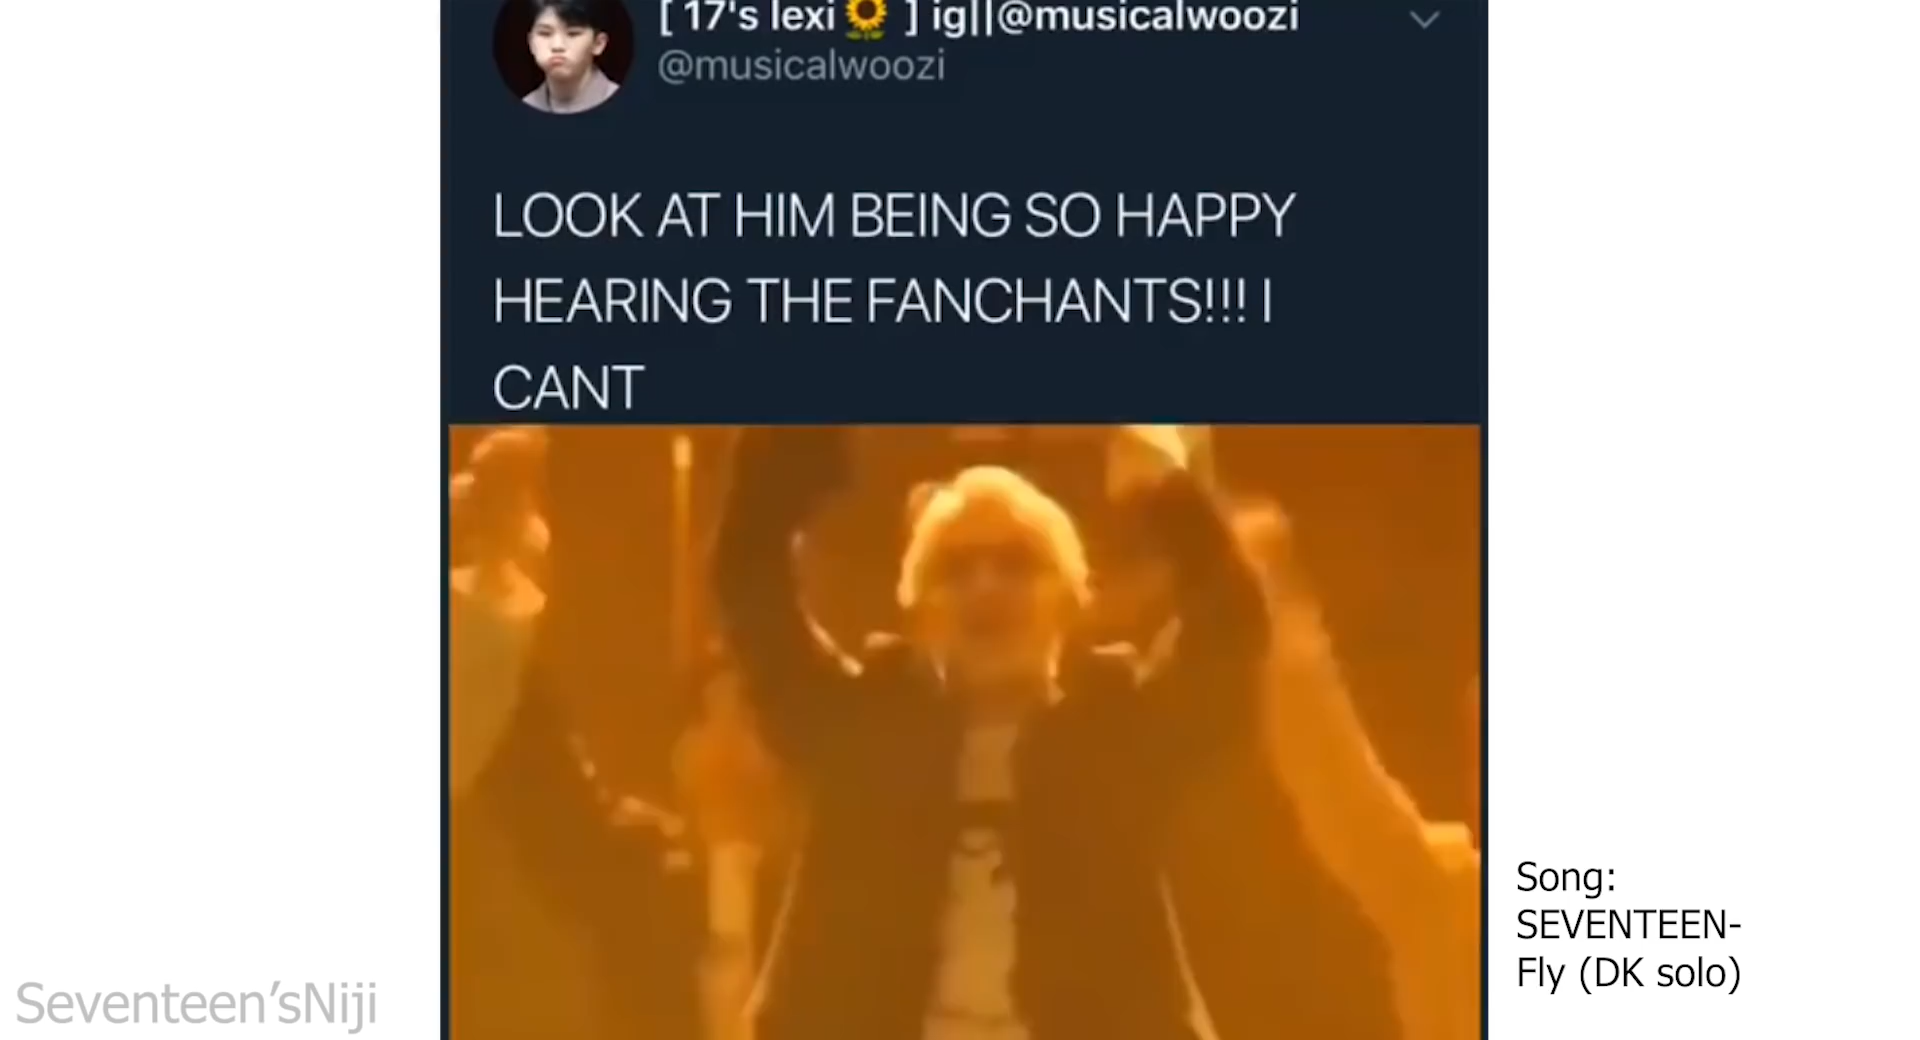 [ 17's lexi🌻 ] ig||@musicalwoozi
@musicalwoozi
LOOK AT HIM BEING SO HAPPY
HEARING THE FANCHANTS!!! I
CANT
Song:
SEVENTEEN-
Fly (DK solo)
Seventeen'sNiji